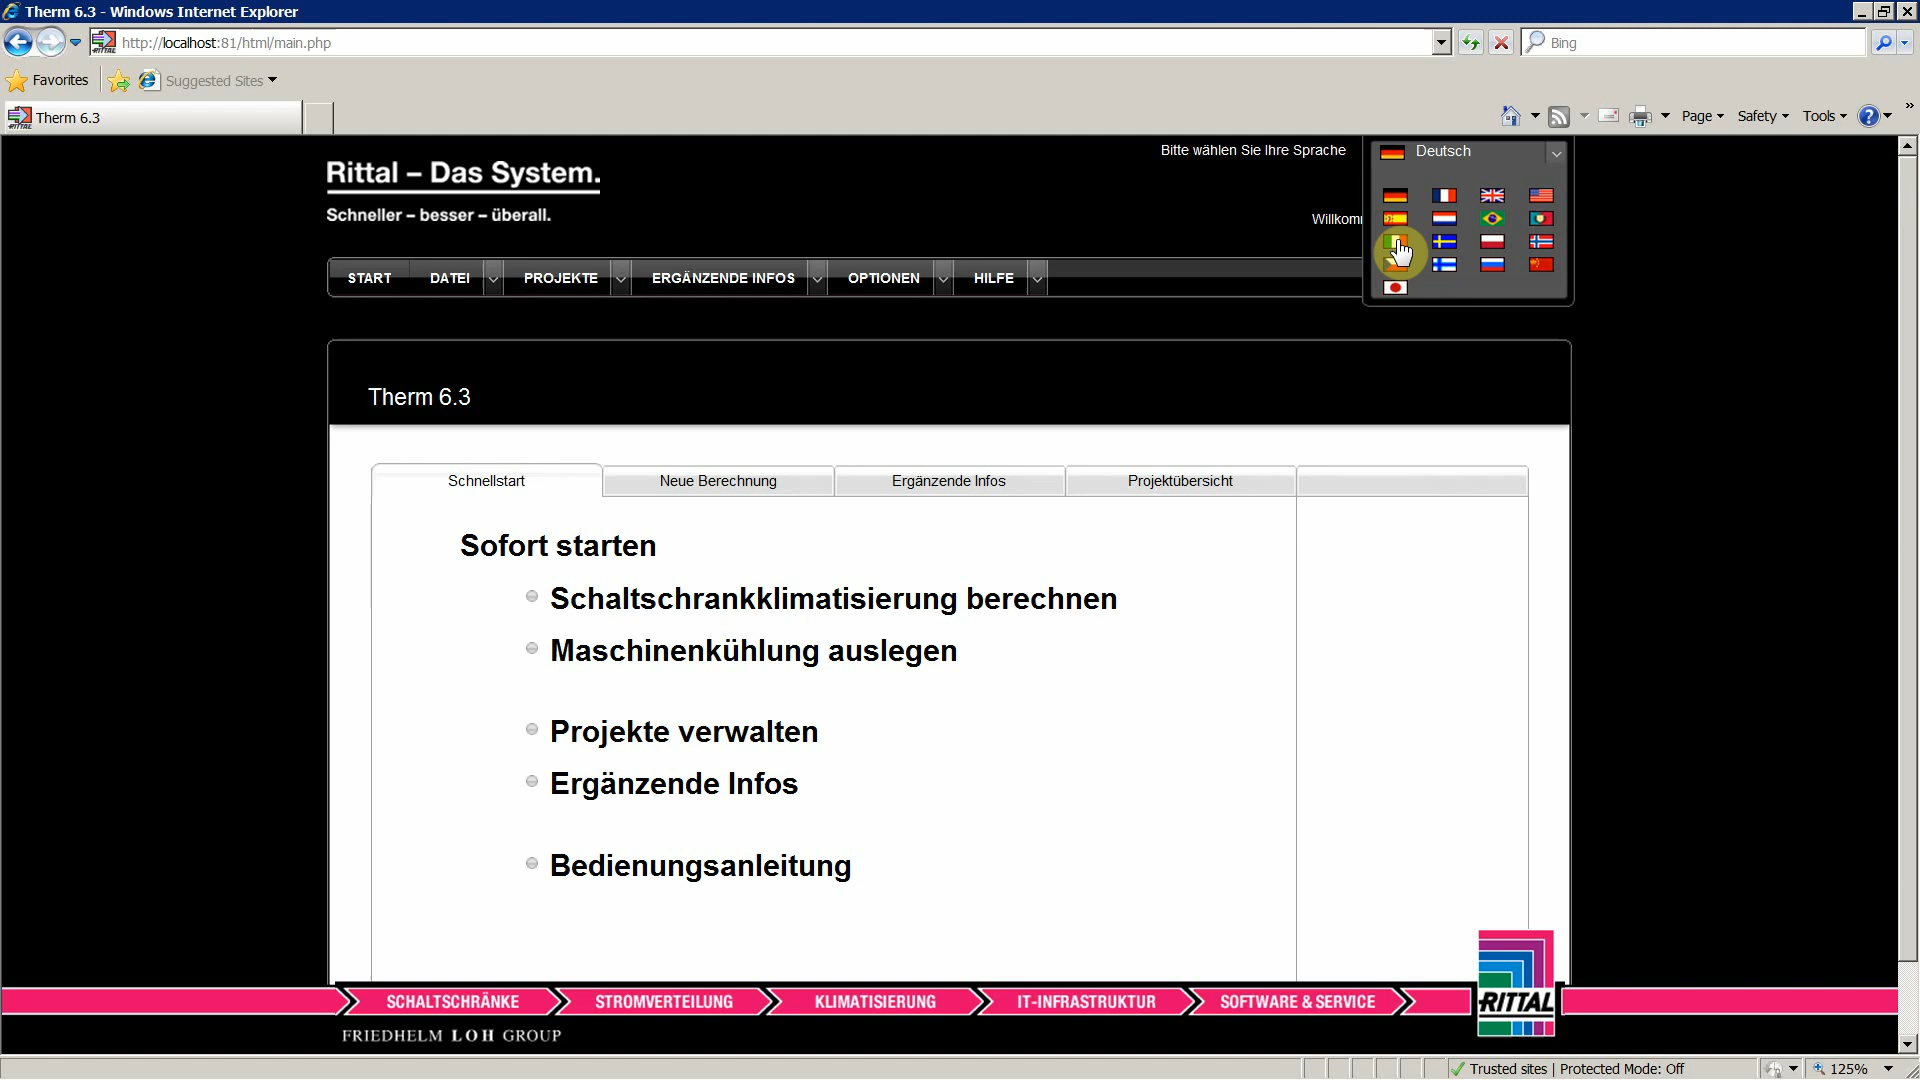 Therm 6.3 - Windows Internet Explorer
http://localhost:81/html/main.php
Bing
Favorites
Suggested Sites
Therm 6.3
Page
Safety
Tools
»
Rittal – Das System.
Schneller – besser – überall.
Bitte wählen Sie Ihre Sprache
Deutsch
Willkom
START
DATEI
PROJEKTE
ERGÄNZENDE INFOS
OPTIONEN
HILFE
Therm 6.3
Schnellstart
Neue Berechnung
Ergänzende Infos
Projektübersicht
Sofort starten
Schaltschrankklimatisierung berechnen
Maschinenkühlung auslegen
Projekte verwalten
Ergänzende Infos
Bedienungsanleitung
SCHALTSCHRÄNKE
STROMVERTEILUNG
KLIMATISIERUNG
IT-INFRASTRUKTUR
SOFTWARE & SERVICE
RITTAL
FRIEDHELM LOH GROUP
Trusted sites | Protected Mode: Off
125%